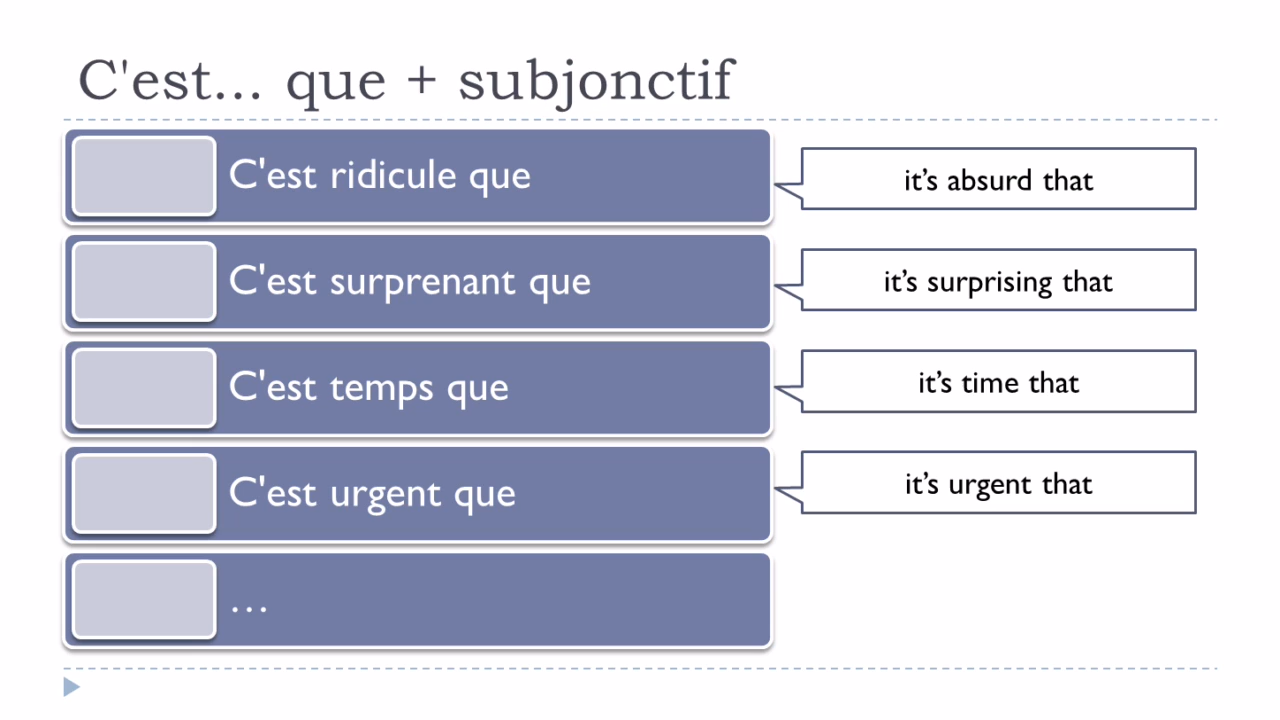 C'est… que + subjonctif
C'est ridicule que
it’s absurd that
C'est surprenant que
it’s surprising that
C'est temps que
it’s time that
C'est urgent que
it’s urgent that
…